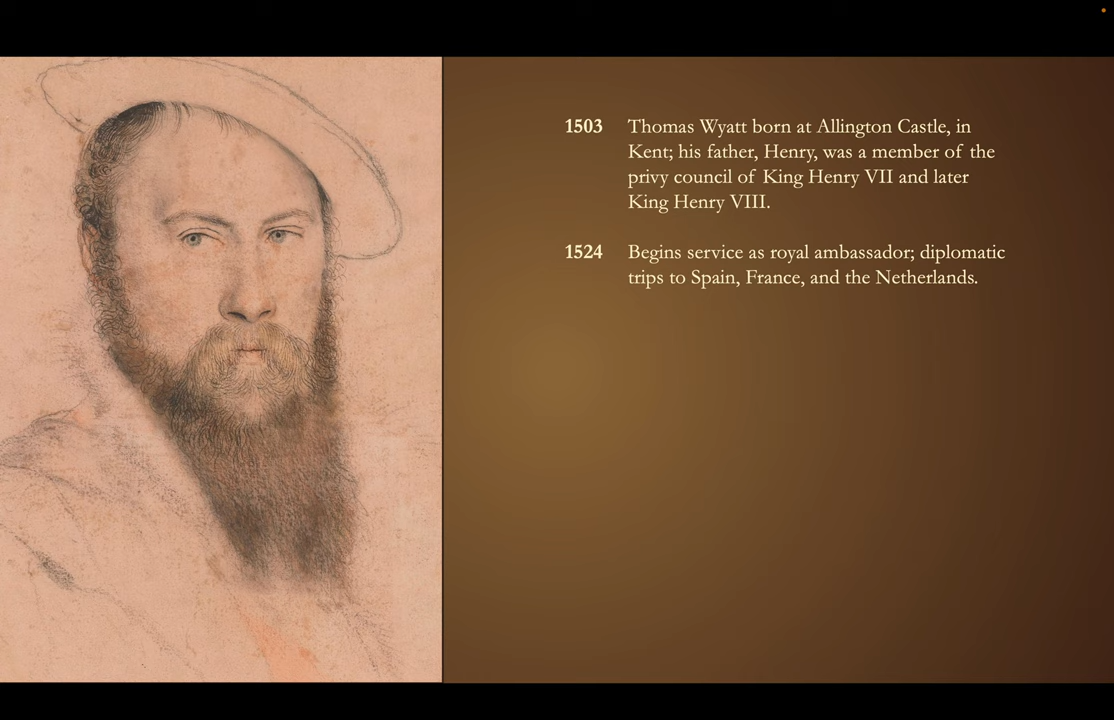 1503 Thomas Wyatt born at Allington Castle, in
Kent; his father, Henry, was a member of the
privy council of King Henry VII and later
King Henry VIII.
1524 Begins service as royal ambassador; diplomatic
trips to Spain, France, and the Netherlands.